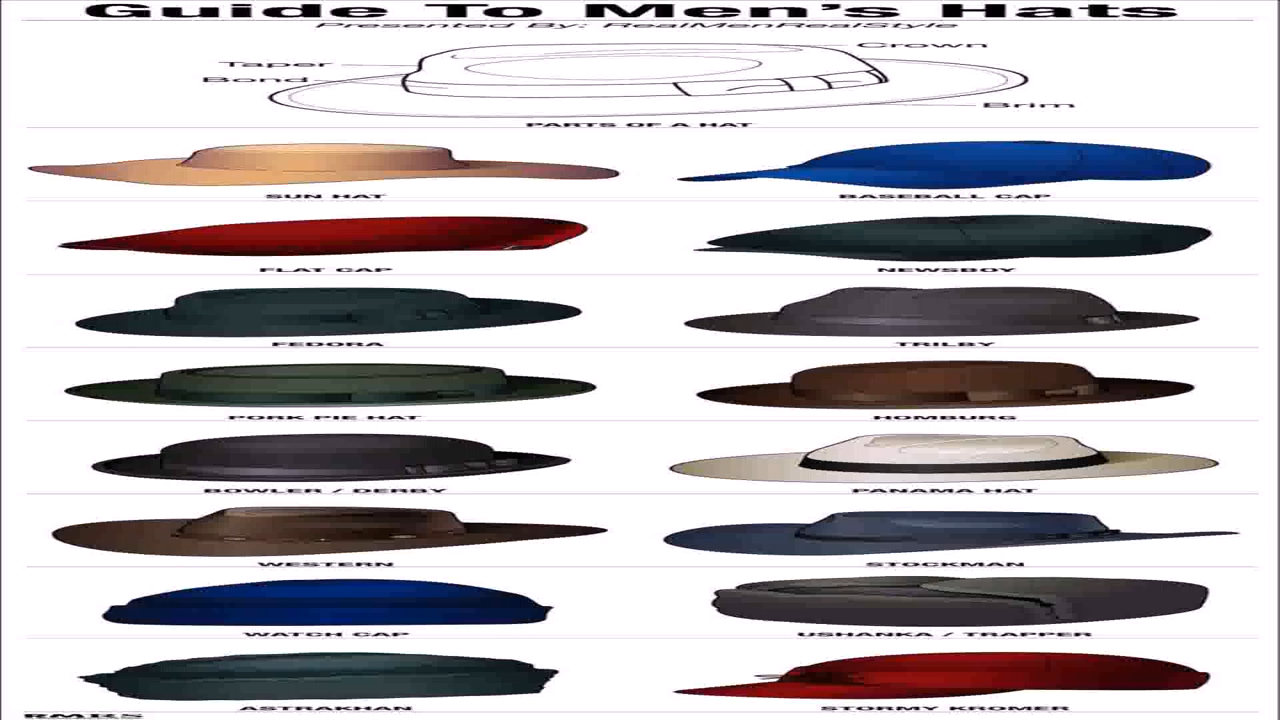 Guide To Men's Hats
Presented By: RealMenRealStyle
Crown
Taper
Bond
Brim
PARTS OF A HAT
SUN HAT
BASEBALL CAP
FLAT CAP
NEWSBOY
FEDORA
TRILBY
PORK PIE HAT
HOMBURG
BOWLER / DERBY
PANAMA HAT
WESTERN
STOCKMAN
WATCH CAP
USHANKA / TRAPPER
ASTRAKHAN
STORMY KROMER
RMRS